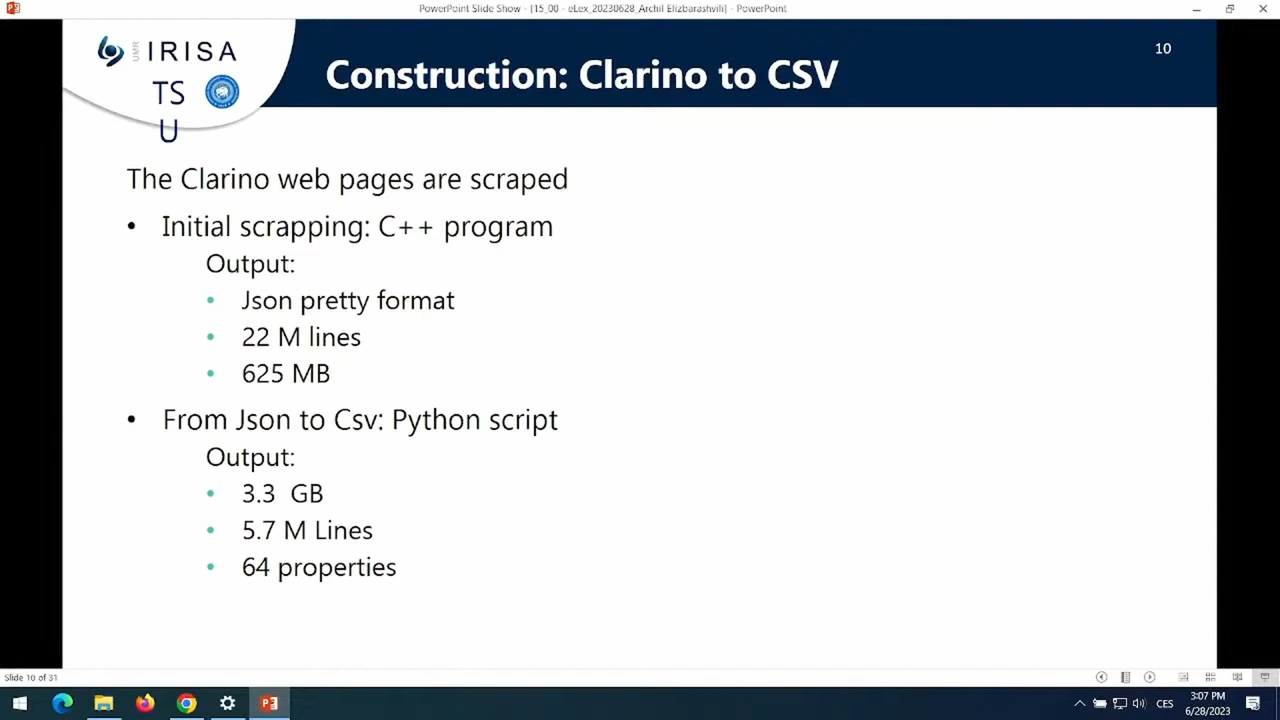 PowerPoint Slide Show - [15_00 - eLex_20230628_Archil Elizbarashvili] - PowerPoint
UMR IRISA
TS
U
Construction: Clarino to CSV
10
The Clarino web pages are scraped
• Initial scrapping: C++ program
Output:
• Json pretty format
• 22 M lines
• 625 MB
• From Json to Csv: Python script
Output:
• 3.3  GB
• 5.7 M Lines
• 64 properties
Slide 10 of 31
CES
3:07 PM
6/28/2023